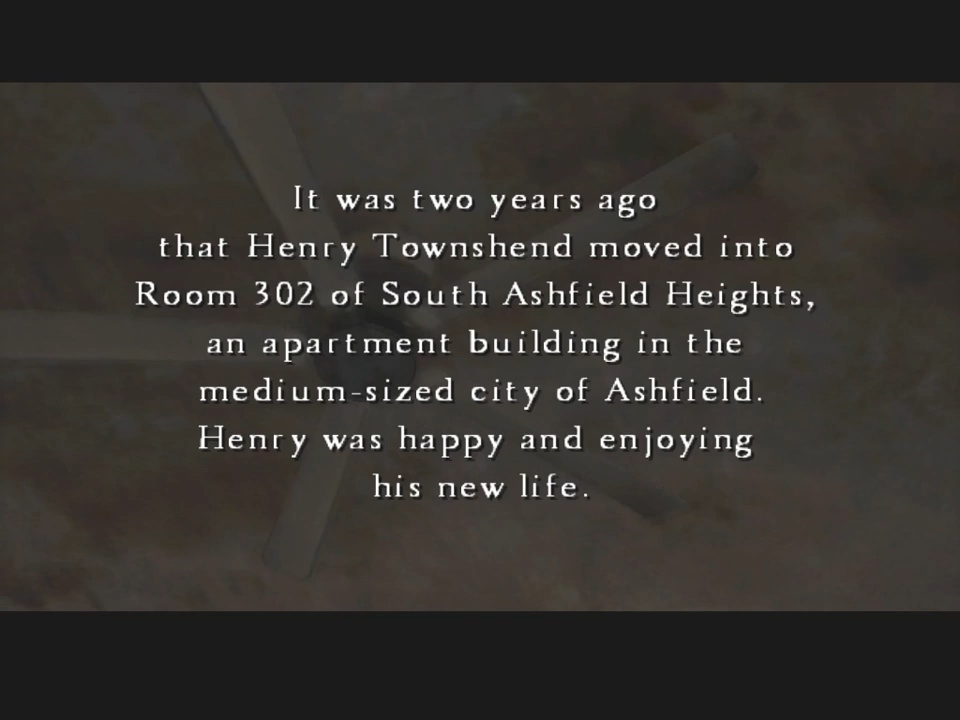 It was two years ago
that Henry Townshend moved into
Room 302 of South Ashfield Heights,
an apartment building in the
medium-sized city of Ashfield.
Henry was happy and enjoying
his new life.